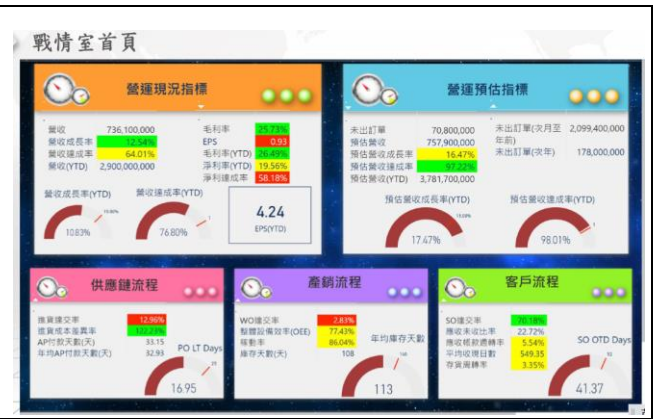 戰情室首頁
營運現況指標
營收 736,100,000
營收成長率 12.54%
營收達成率 64.01%
營收(YTD) 2,900,000,000
毛利率 25.73%
EPS 0.93
毛利率(YTD) 26.49%
淨利率(YTD) 19.56%
淨利達成率 58.18%
營收成長率(YTD)
10.83%
營收達成率(YTD)
1
76.80%
4.24
EPS(YTD)
營運預估指標
未出訂單 70,800,000
預估營收 757,900,000
預估營收成長率 16.47%
預估營收達成率 97.22%
預估營收(YTD) 3,781,700,000
未出訂單(次月至年前) 2,099,400,000
未出訂單(次年) 178,000,000
預估營收成長率(YTD)
17.47%
預估營收達成率(YTD)
1
98.01%
供應鏈流程
進貨達交率 12.96%
進貨成本差異率 122.23%
AP付款天數(天) 33.15
年均AP付款天數(天) 32.93
PO LT Days
16.95
產銷流程
WO達交率 2.83%
整體設備效率(OEE) 77.43%
稼動率 86.04%
庫存天數(天) 108
年均庫存天數
113
客戶流程
SO達交率 70.18%
應收未收比率 22.72%
應收帳款週轉率 5.54%
平均收現日數 549.35
存貨周轉率 3.35%
SO OTD Days
41.37